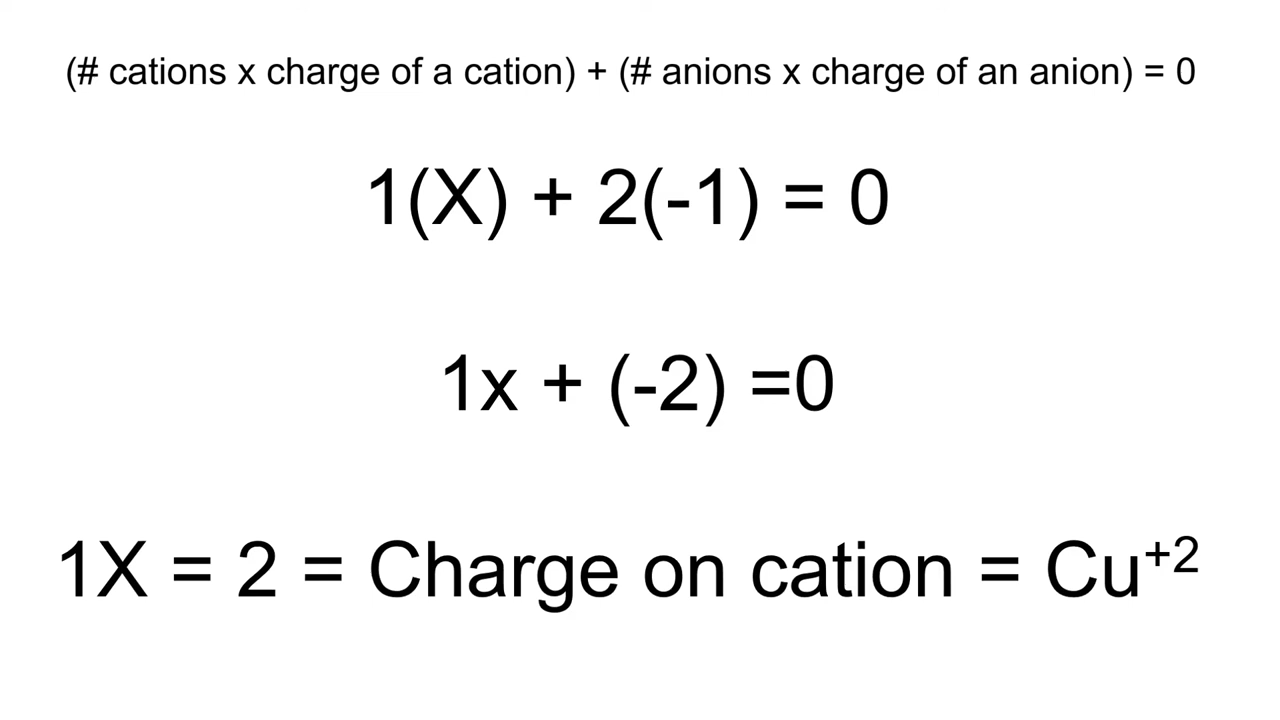 (# cations x charge of a cation) + (# anions x charge of an anion) = 0
1(X) + 2(-1) = 0
1x + (-2) =0
1X = 2 = Charge on cation = Cu⁺²